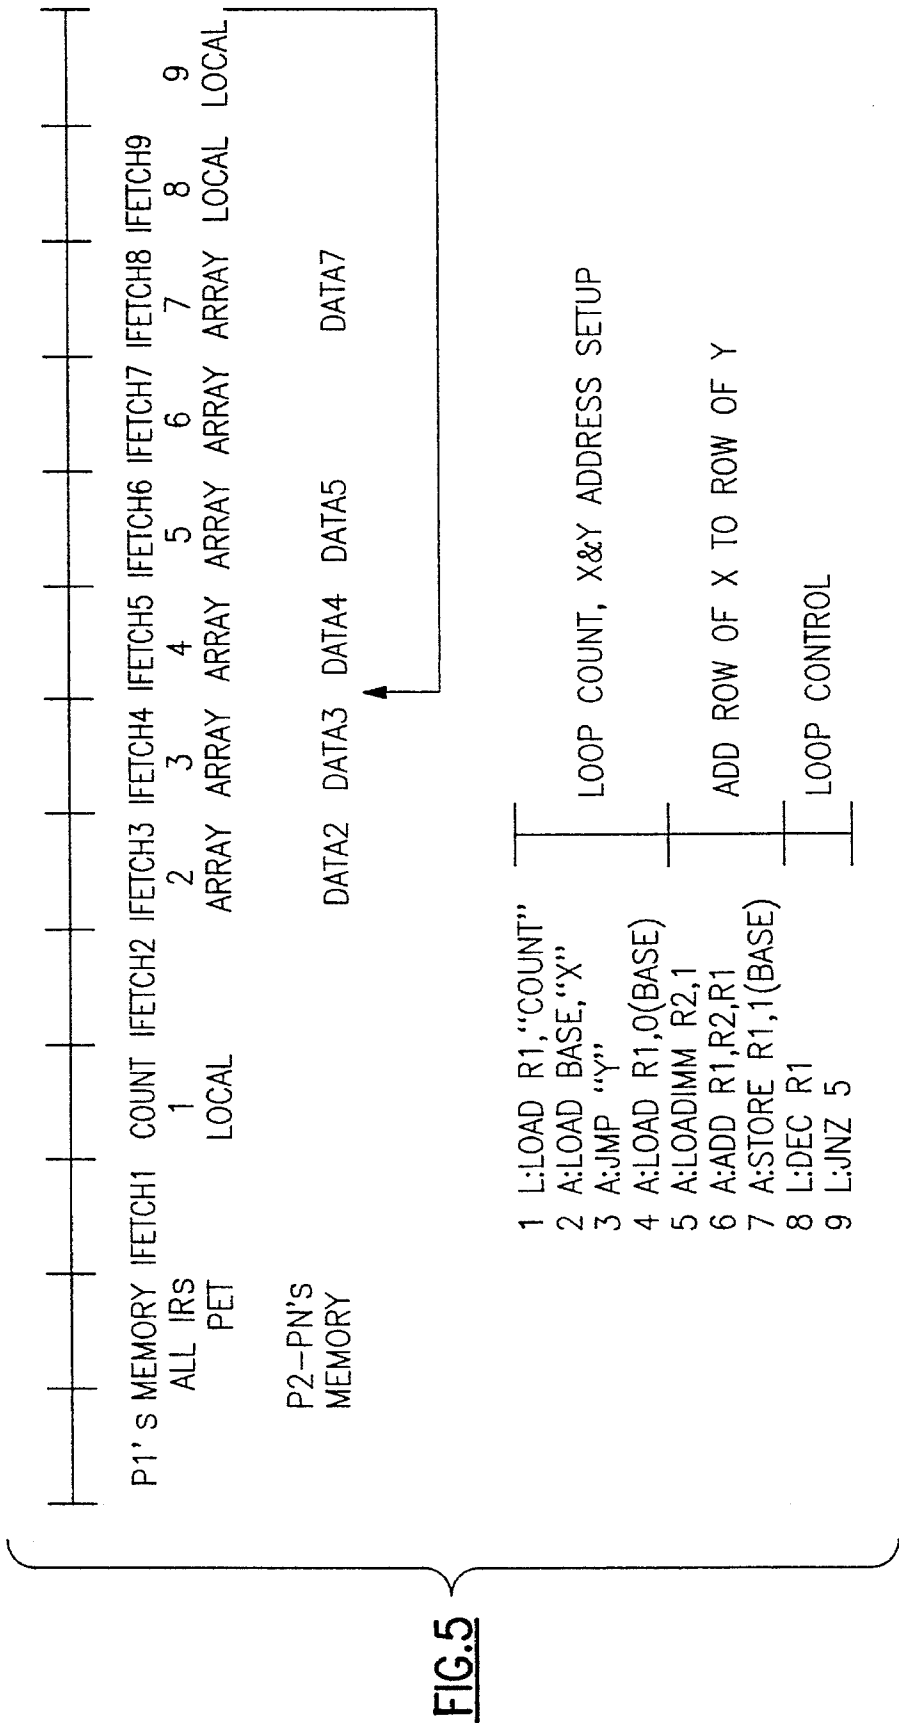 P1's MEMORY IFETCH1 COUNT IFETCH2 IFETCH3 IFETCH4 IFETCH5 IFETCH6 IFETCH7 IFETCH8 IFETCH9
ALL IRs 1 2 3 4 5 6 7 8 9
PET LOCAL ARRAY ARRAY ARRAY ARRAY ARRAY ARRAY LOCAL LOCAL
P2-PN'S
MEMORY DATA2 DATA3 DATA4 DATA5 DATA7
1 L:LOAD R1,"COUNT"
2 A:LOAD BASE,"X"
3 A:JMP "Y"
4 A:LOAD R1,0(BASE)
5 A:LOADIMM R2,1
6 A:ADD R1,R2,R1
7 A:STORE R1,1(BASE)
8 L:DEC R1
9 L:JNZ 5
LOOP COUNT, X&Y ADDRESS SETUP
ADD ROW OF X TO ROW OF Y
LOOP CONTROL
FIG.5